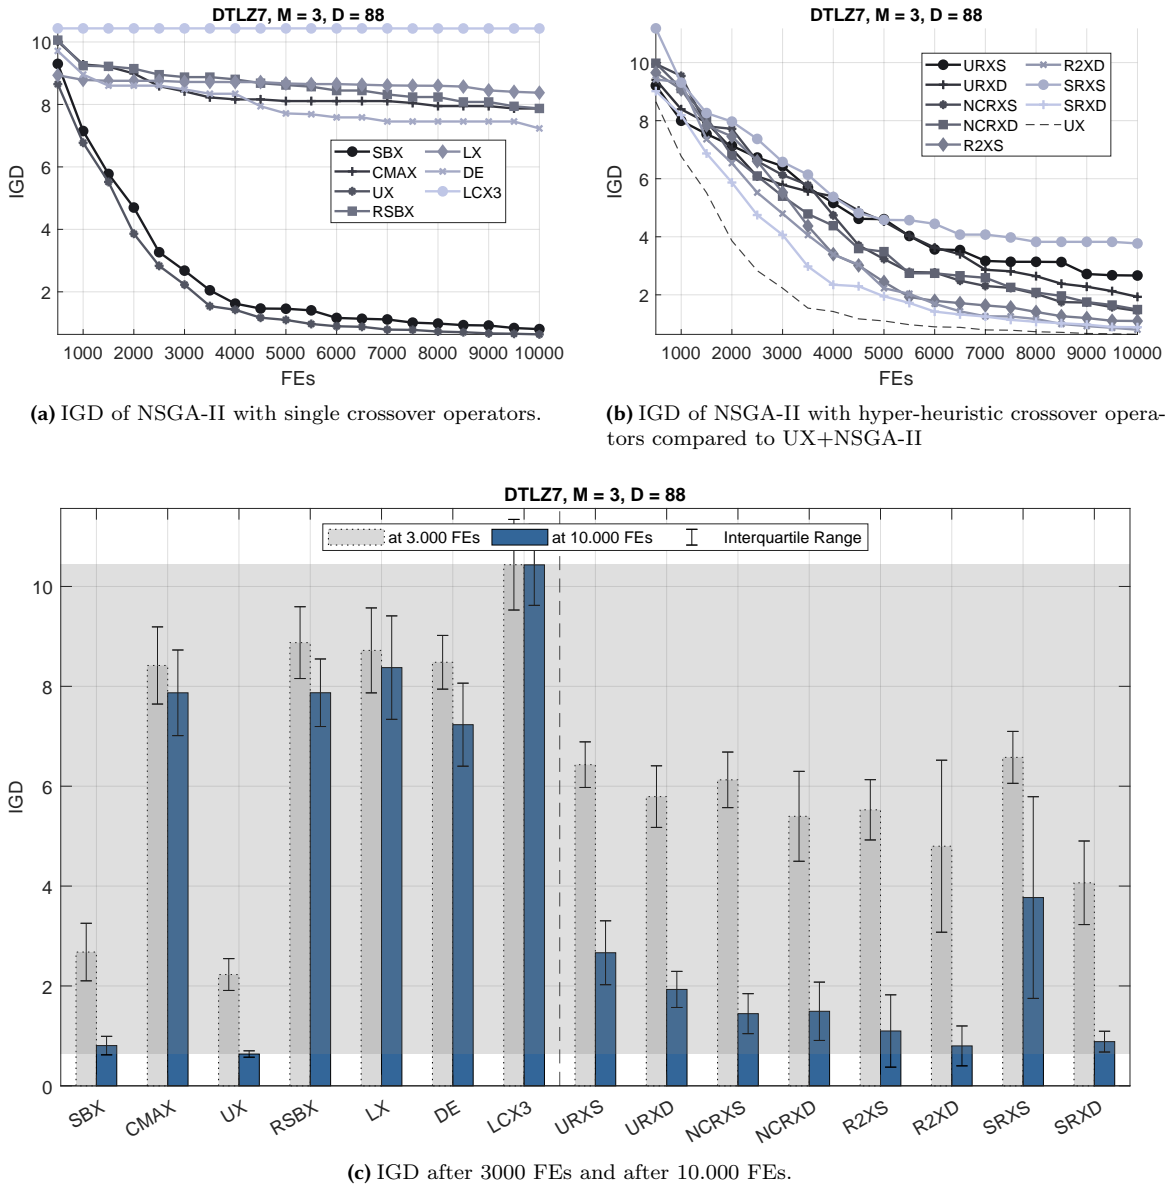 DTLZ7, M = 3, D = 88
10
8
6
4
2
IGD
SBX
CMAX
UX
RSBX
LX
DE
LCX3
1000 2000 3000 4000 5000 6000 7000 8000 9000 10000
FEs
(a) IGD of NSGA-II with single crossover operators.
DTLZ7, M = 3, D = 88
10
8
6
4
2
IGD
URXS
URXD
NCRXS
NCRXD
R2XS
R2XD
SRXS
SRXD
UX
1000 2000 3000 4000 5000 6000 7000 8000 9000 10000
FEs
(b) IGD of NSGA-II with hyper-heuristic crossover opera-
tors compared to UX+NSGA-II
DTLZ7, M = 3, D = 88
at 3.000 FEs at 10.000 FEs Interquartile Range
10
8
6
4
2
0
IGD
SBX CMAX UX RSBX LX DE LCX3 URXS URXD NCRXS NCRXD R2XS R2XD SRXS SRXD
(c) IGD after 3000 FEs and after 10.000 FEs.